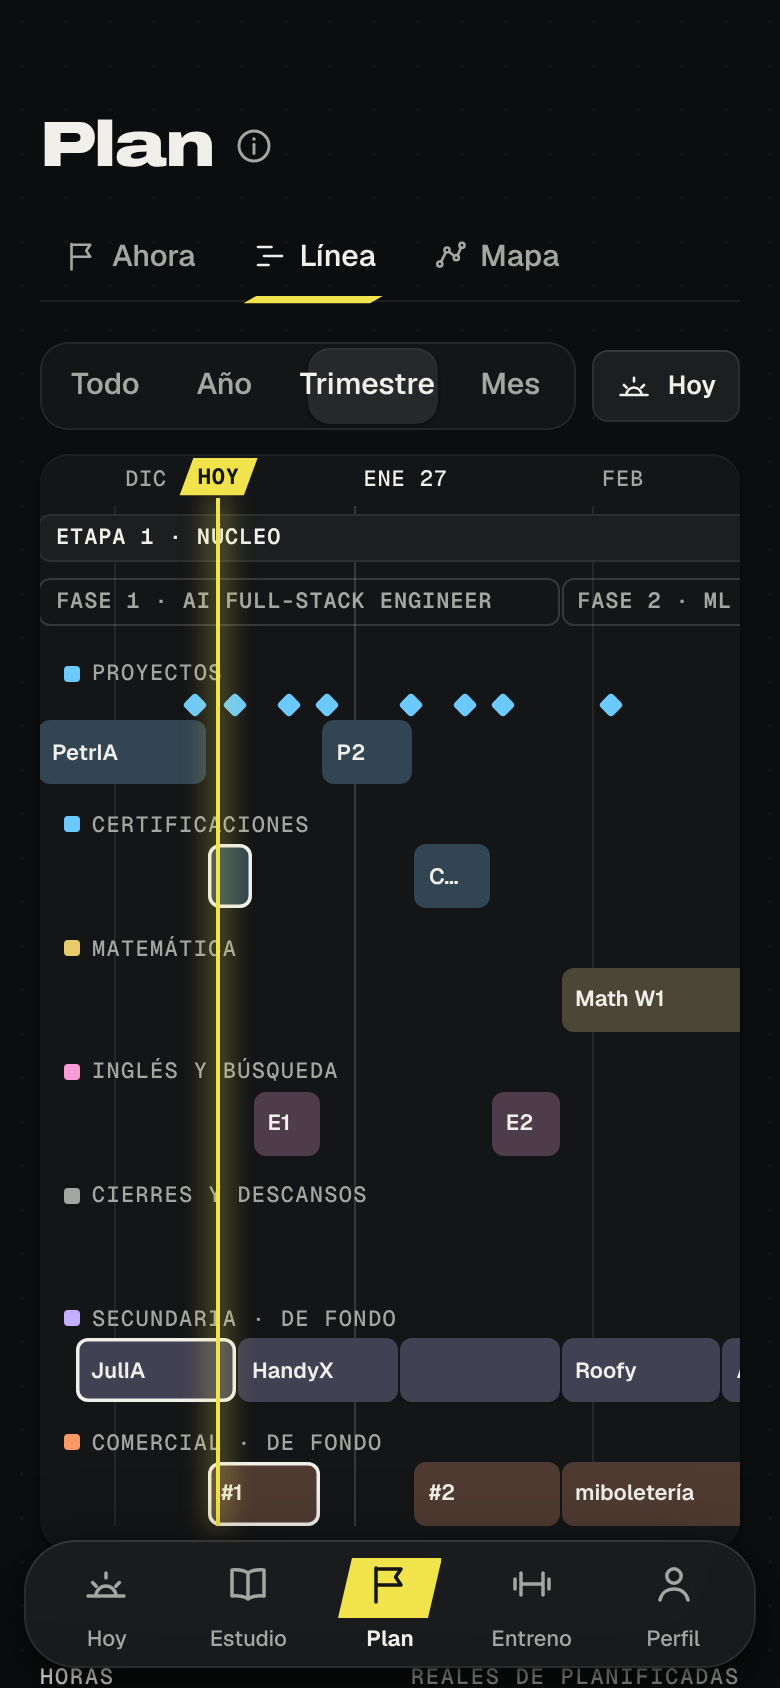 Plan
Ahora Línea Mapa
Todo Año Trimestre Mes Hoy
DIC HOY ENE 27 FEB
ETAPA 1 · NÚCLEO
FASE 1 · AI FULL-STACK ENGINEER FASE 2 · ML
PROYECTOS
PetrIA P2
CERTIFICACIONES
C...
MATEMÁTICA
Math W1
INGLÉS Y BÚSQUEDA
E1 E2
CIERRES Y DESCANSOS
SECUNDARIA · DE FONDO
JulIA HandyX Roofy
COMERCIAL · DE FONDO
#1 #2 miboletería
Hoy Estudio Plan Entreno Perfil
HORAS REALES DE PLANIFICADAS